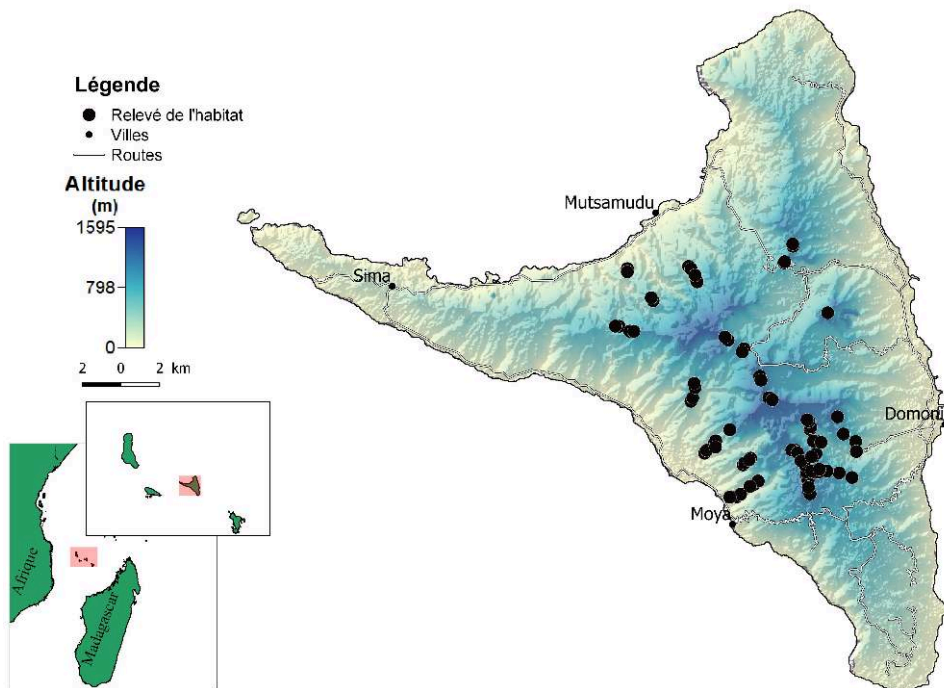 Légende
Relevé de l'habitat
Villes
Routes
Altitude
(m)
1595
798
0
2 0 2 km
Mutsamudu
Sima
Domoni
Moya
Afrique
Madagascar